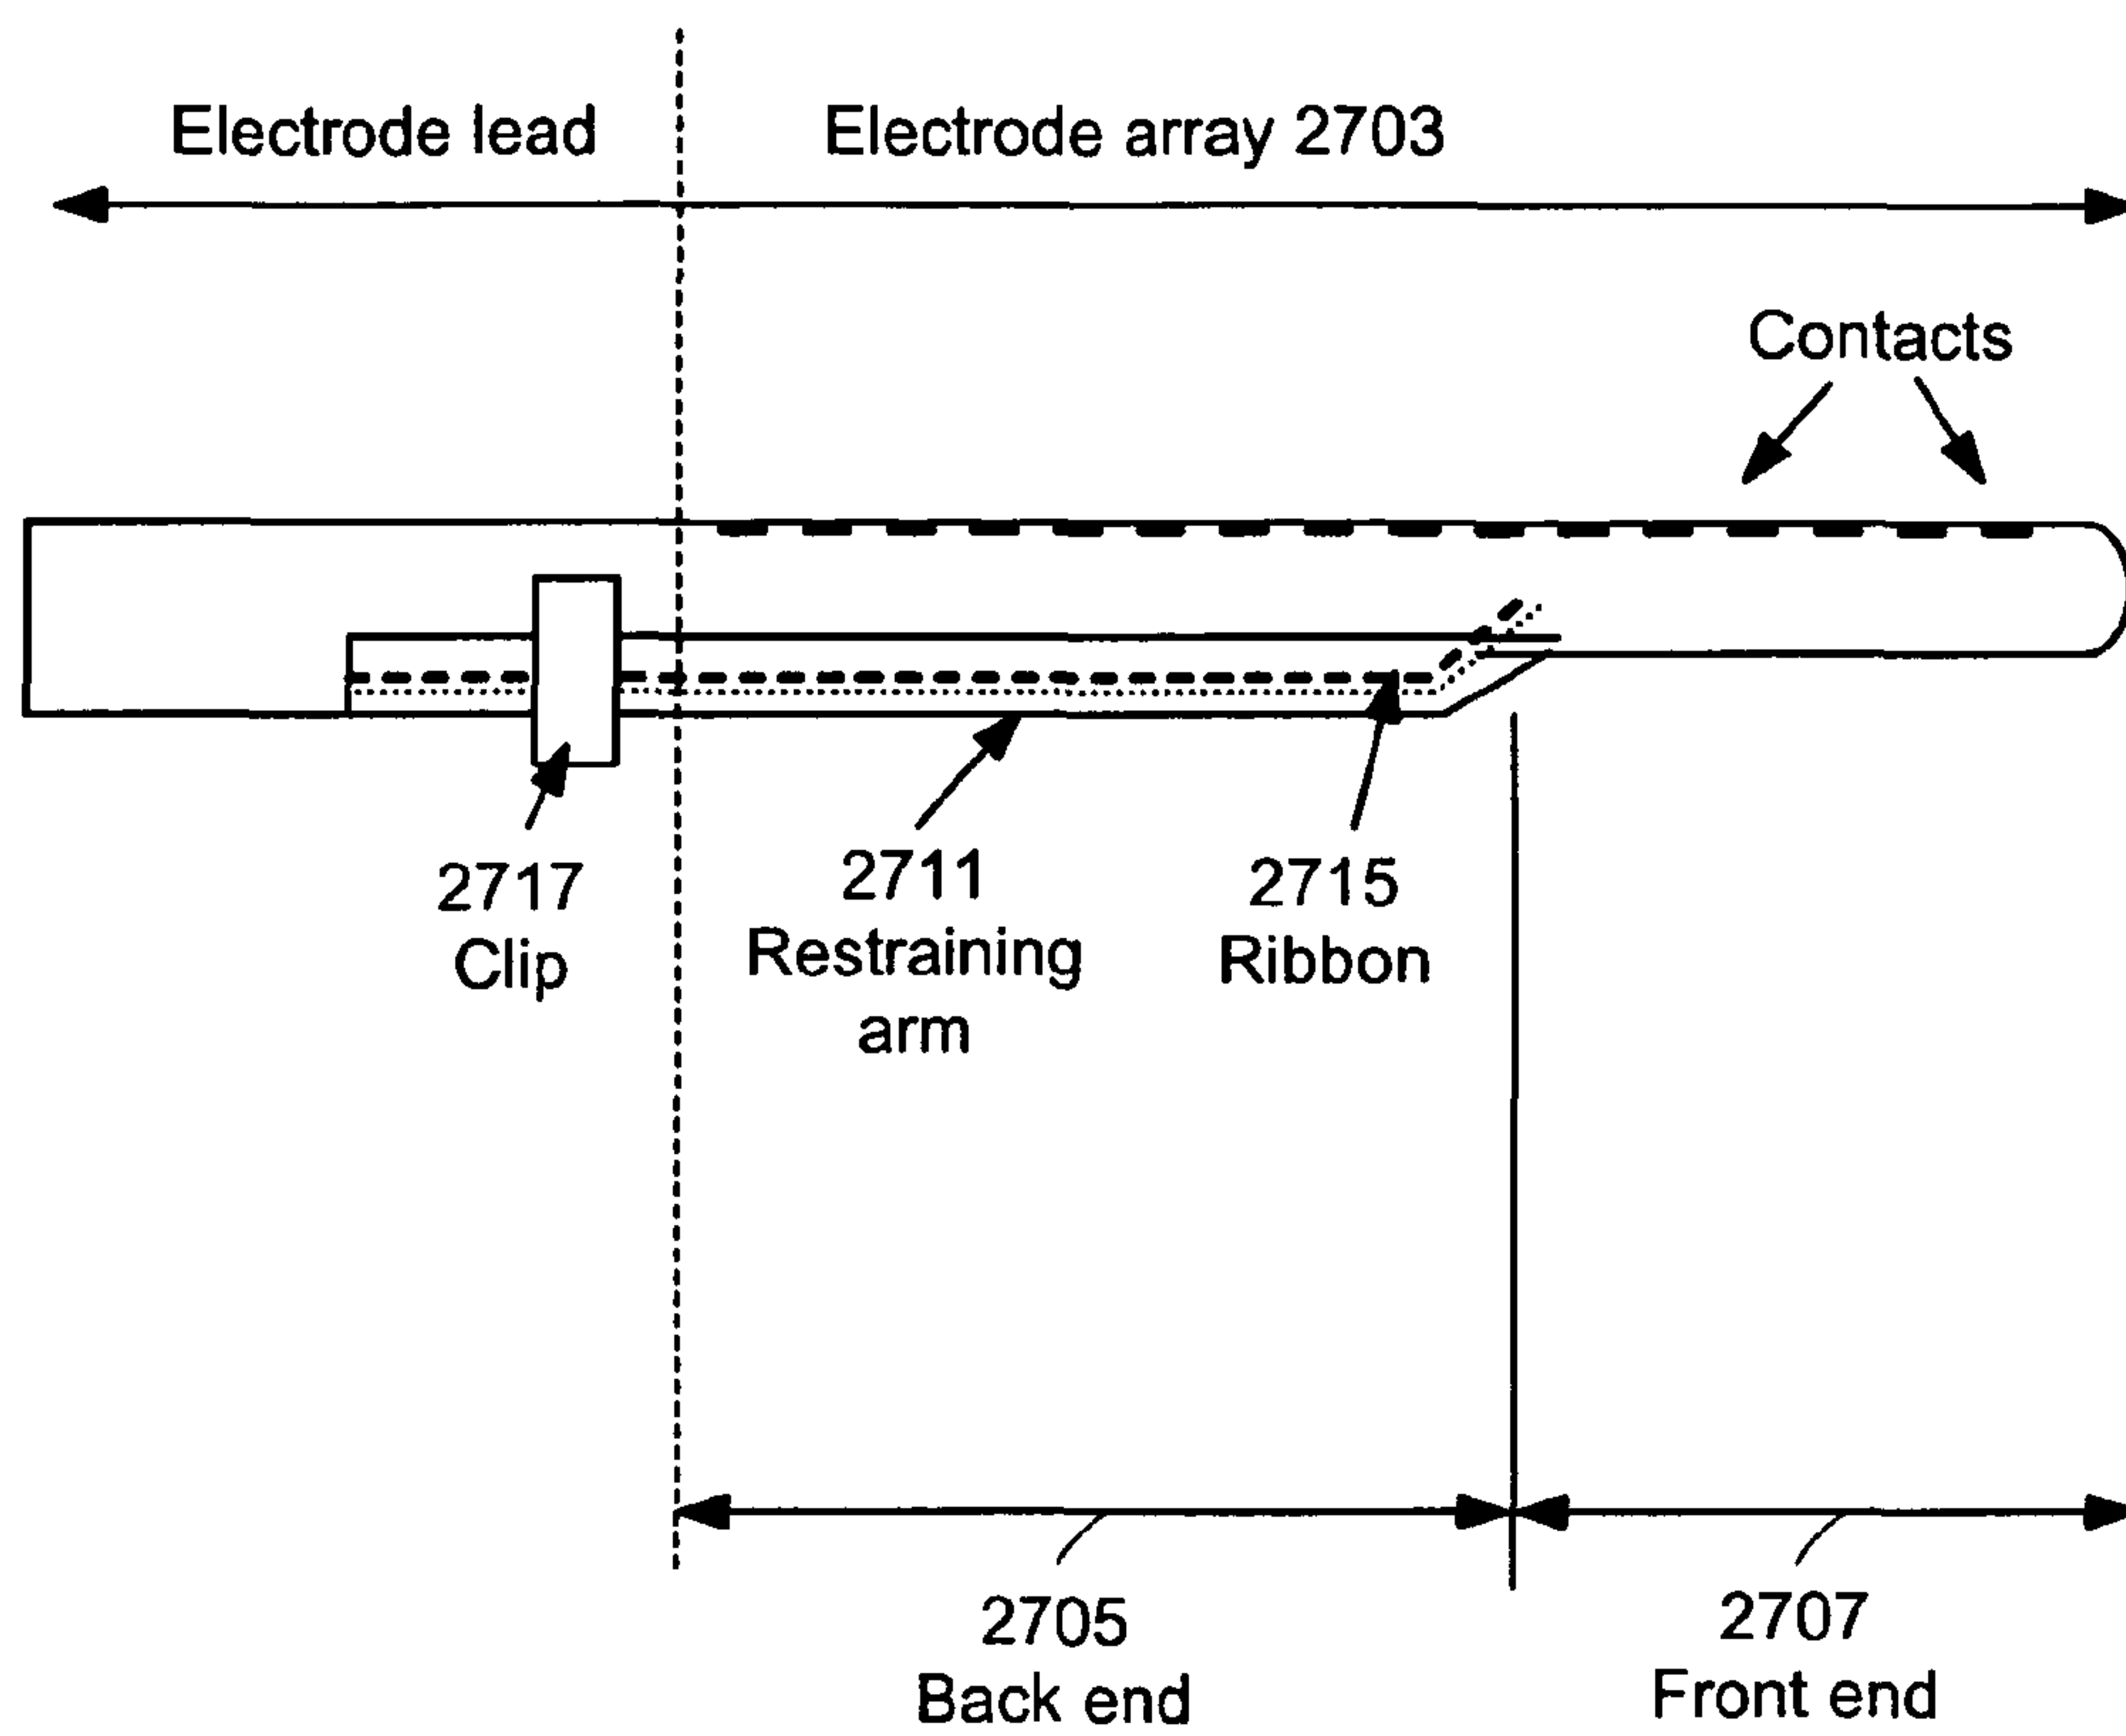 Electrode lead
Electrode array 2703
Contacts
2717
Clip
2711
Restraining
arm
2715
Ribbon
2705
Back end
2707
Front end